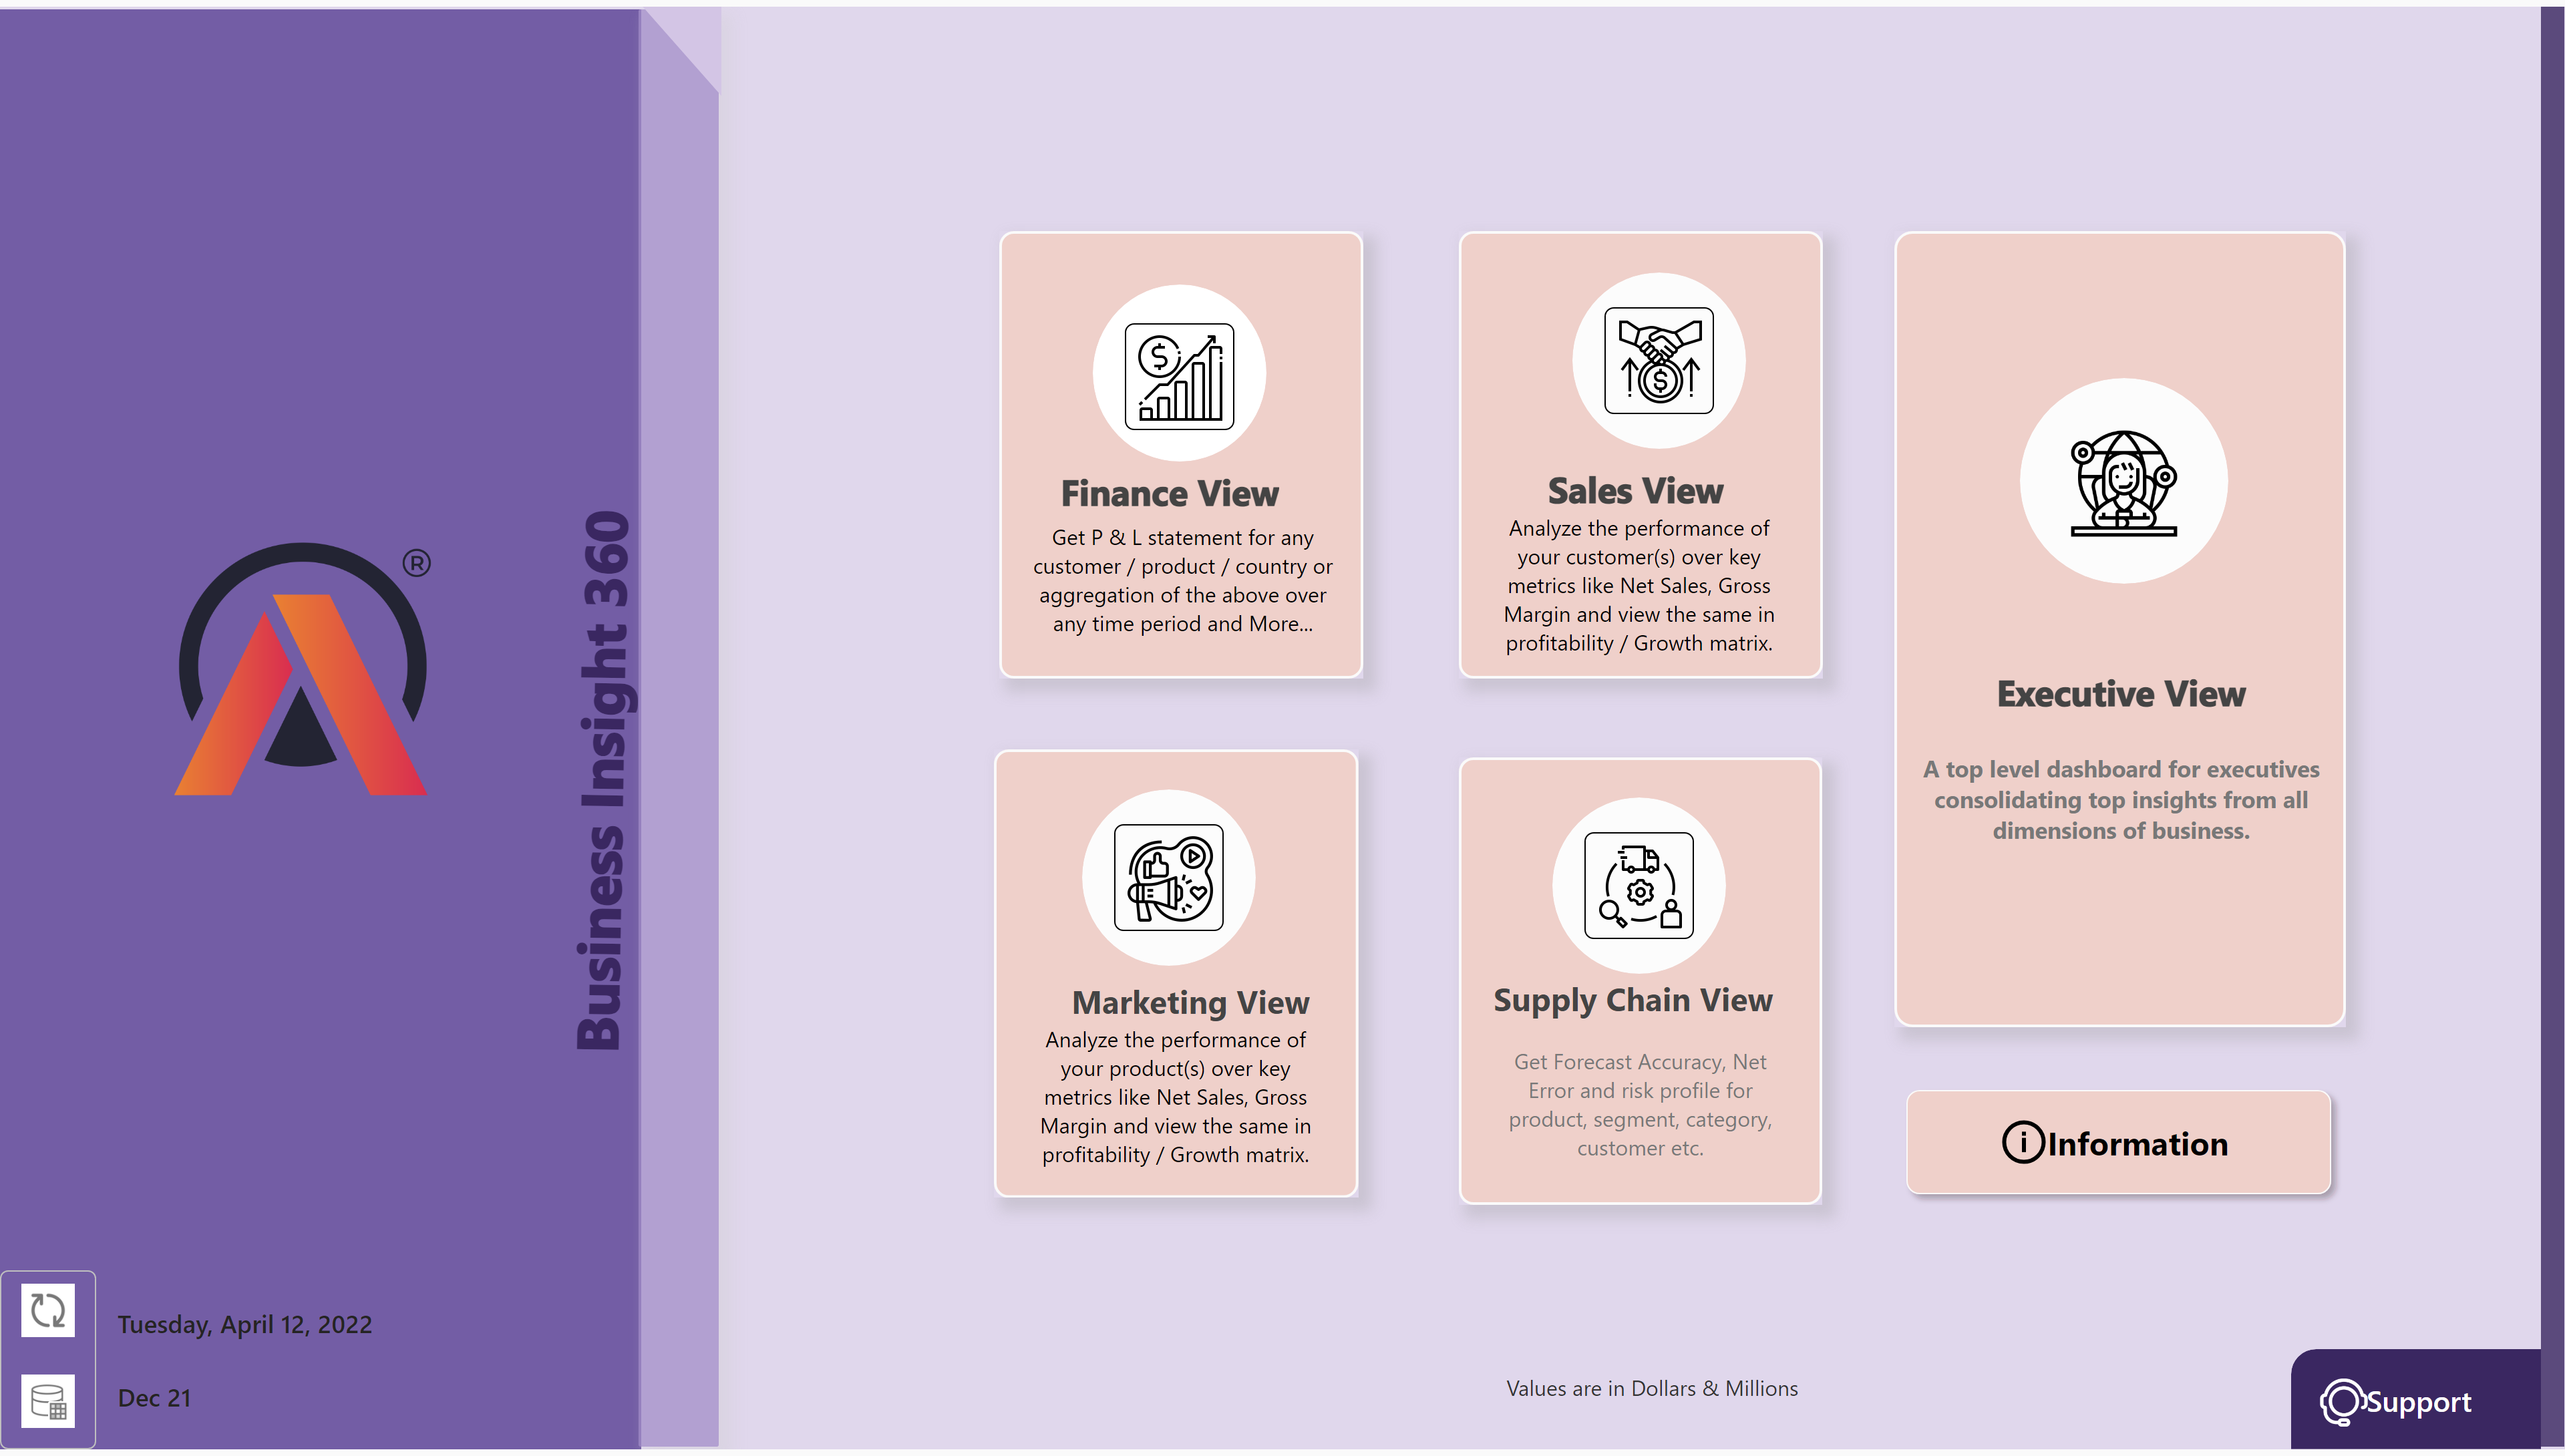 ®
Business Insight 360
Tuesday, April 12, 2022
Dec 21
Finance View
Get P & L statement for any
customer / product / country or
aggregation of the above over
any time period and More...
Sales View
Analyze the performance of
your customer(s) over key
metrics like Net Sales, Gross
Margin and view the same in
profitability / Growth matrix.
Executive View
A top level dashboard for executives
consolidating top insights from all
dimensions of business.
Marketing View
Analyze the performance of
your product(s) over key
metrics like Net Sales, Gross
Margin and view the same in
profitability / Growth matrix.
Supply Chain View
Get Forecast Accuracy, Net
Error and risk profile for
product, segment, category,
customer etc.
Information
Values are in Dollars & Millions
Support